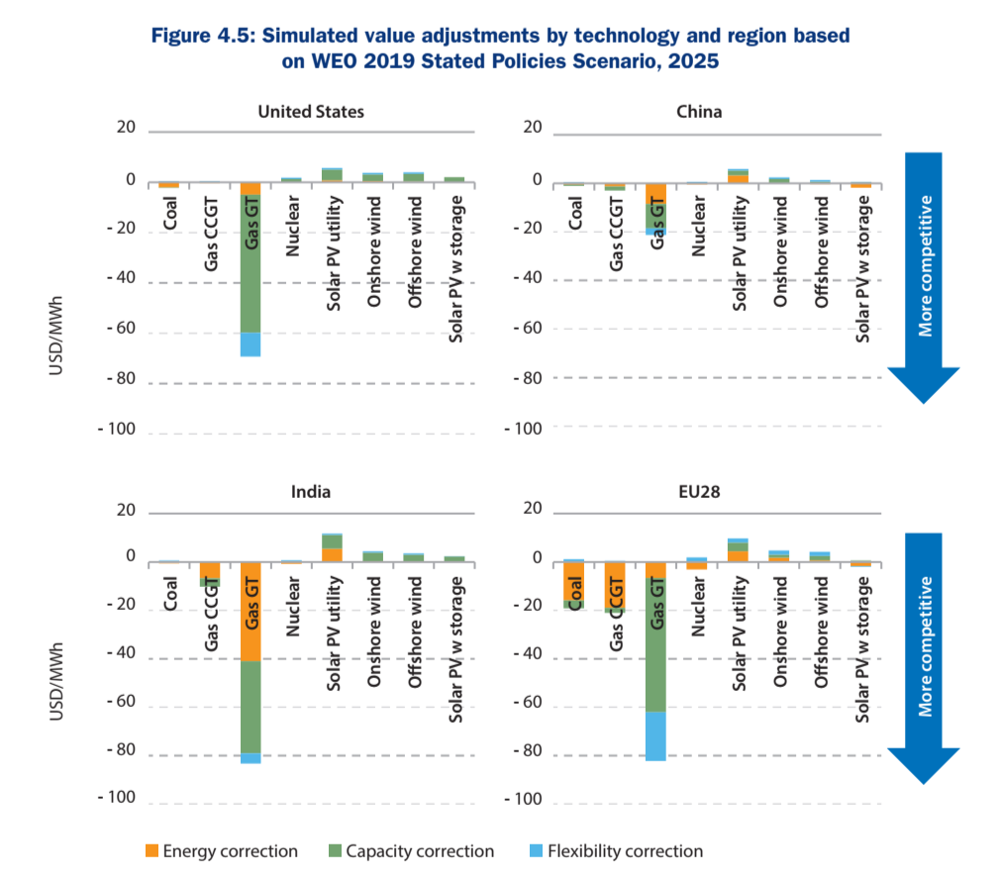 Figure 4.5: Simulated value adjustments by technology and region based
on WEO 2019 Stated Policies Scenario, 2025
United States
USD/MWh
20
0
- 20
- 40
- 60
- 80
- 100
Coal
Gas CCGT
Gas GT
Nuclear
Solar PV utility
Onshore wind
Offshore wind
Solar PV w storage
China
20
0
- 20
- 40
- 60
- 80
- 100
Coal
Gas CCGT
Gas GT
Nuclear
Solar PV utility
Onshore wind
Offshore wind
Solar PV w storage
More competitive
India
USD/MWh
20
0
- 20
- 40
- 60
- 80
- 100
Coal
Gas CCGT
Gas GT
Nuclear
Solar PV utility
Onshore wind
Offshore wind
Solar PV w storage
EU28
20
0
- 20
- 40
- 60
- 80
- 100
Coal
Gas CCGT
Gas GT
Nuclear
Solar PV utility
Onshore wind
Offshore wind
Solar PV w storage
More competitive
Energy correction
Capacity correction
Flexibility correction